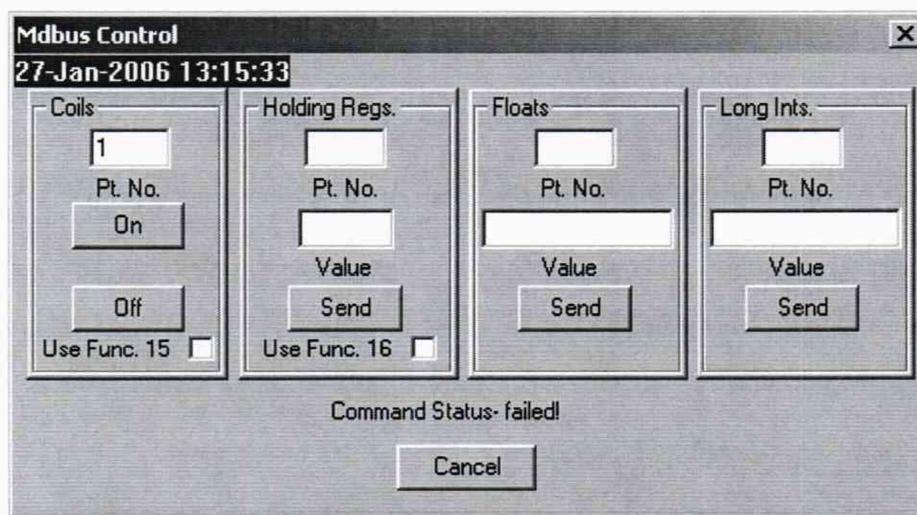 Mdbus Control
27-Jan-2006 13:15:33
Coils
1
Pt. No.
On
Off
Use Func. 15
Holding Regs.
Pt. No.
Value
Send
Use Func. 16
Floats
Pt. No.
Value
Send
Long Ints.
Pt. No.
Value
Send
Command Status- failed!
Cancel